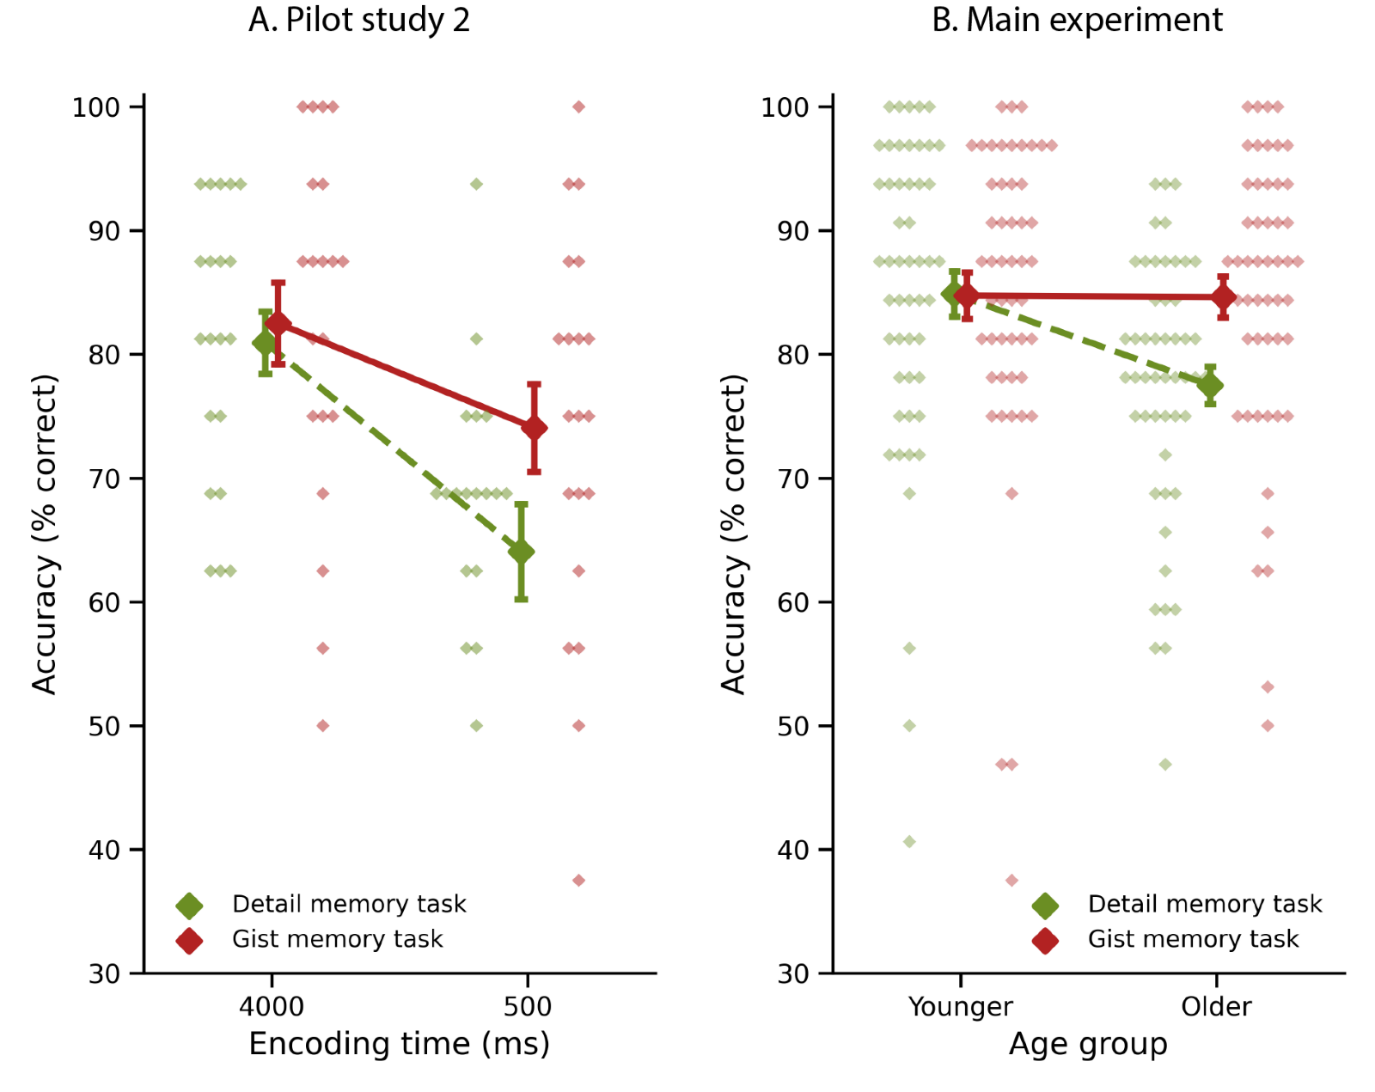 A. Pilot study 2
100
90
80
70
60
50
40
30
Accuracy (% correct)
Detail memory task
Gist memory task
4000
500
Encoding time (ms)
B. Main experiment
100
90
80
70
60
50
40
30
Accuracy (% correct)
Detail memory task
Gist memory task
Younger
Older
Age group